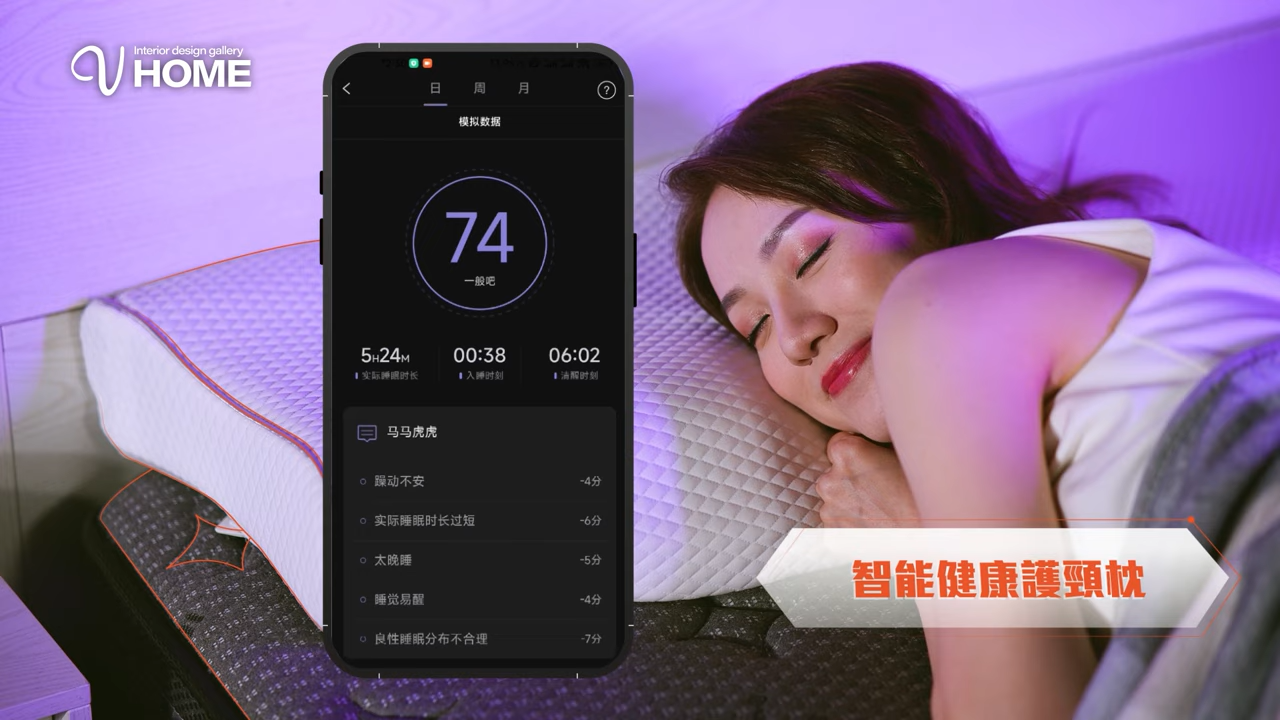 Interior design gallery
V HOME
日 周 月
?
模拟数据
74
一般吧
5H24M 00:38 06:02
实际睡眠时长 入睡时刻 清醒时刻
马马虎虎
躁动不安 -4分
实际睡眠时长过短 -6分
太晚睡 -5分
睡觉易醒 -4分
良性睡眠分布不合理 -7分
智能健康護頸枕